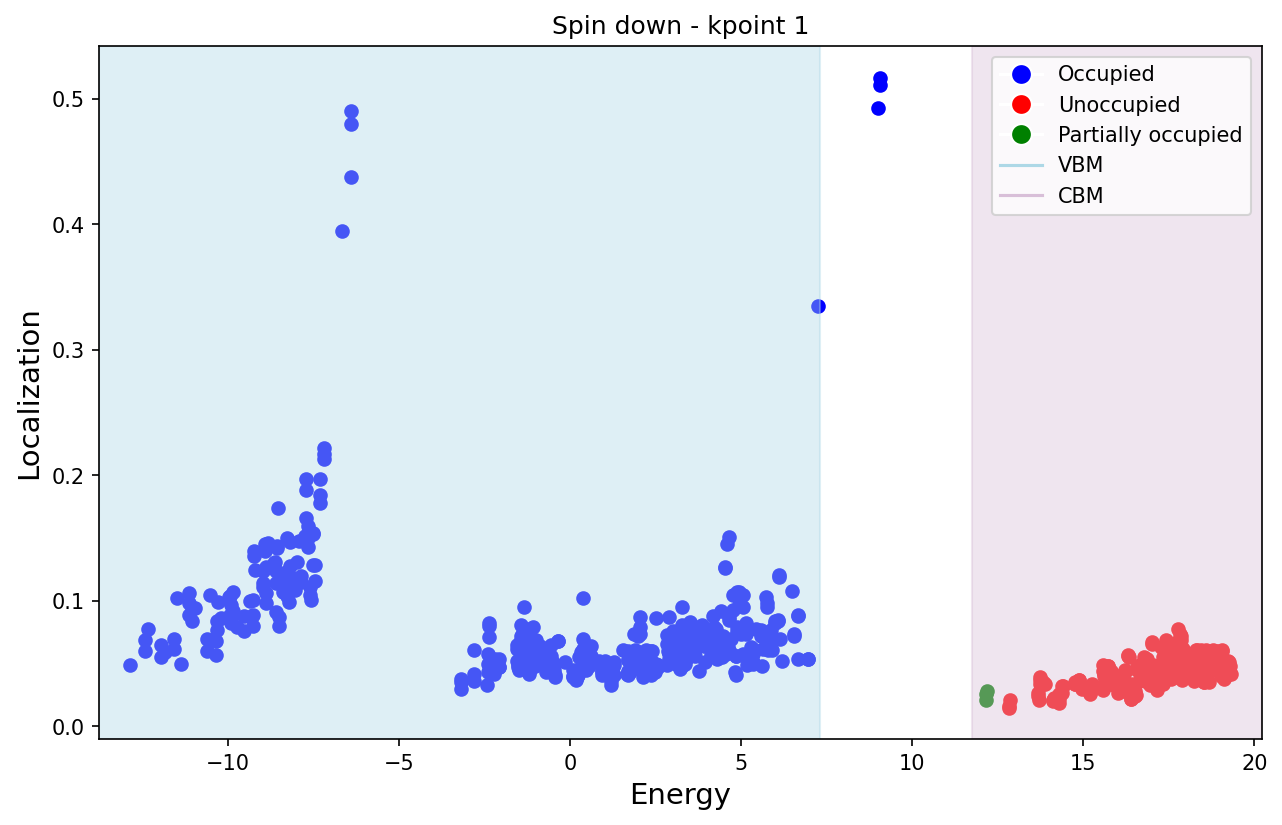 Spin down - kpoint 1
Localization
0.5
0.4
0.3
0.2
0.1
0.0
Occupied
Unoccupied
Partially occupied
VBM
CBM
−10
−5
0
5
10
15
20
Energy